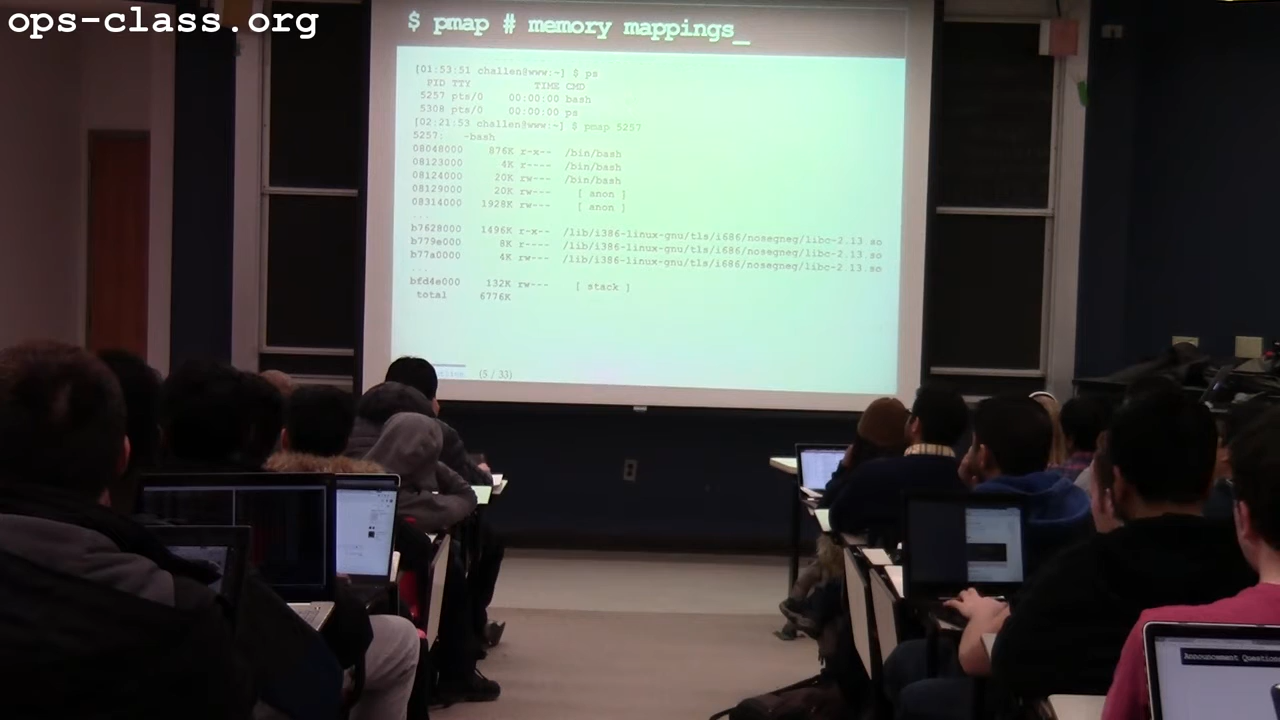 ops-class.org
$ pmap # memory mappings_
[01:53:51 challen@www:~] $ ps
PID TTY TIME CMD
5257 pts/0 00:00:00 bash
5308 pts/0 00:00:00 ps
[02:21:53 challen@www:~] $ pmap 5257
5257: -bash
08048000 876K r-x-- /bin/bash
08123000 4K r---- /bin/bash
08124000 20K rw--- /bin/bash
08129000 20K rw--- [ anon ]
08314000 1928K rw--- [ anon ]
...
b7628000 1496K r-x-- /lib/i386-linux-gnu/tls/i686/nosegneg/libc-2.13.so
b779e000 8K r---- /lib/i386-linux-gnu/tls/i686/nosegneg/libc-2.13.so
b77a0000 4K rw--- /lib/i386-linux-gnu/tls/i686/nosegneg/libc-2.13.so
...
bfd4e000 132K rw--- [ stack ]
total 6776K
(5 / 33)
Announcement Question